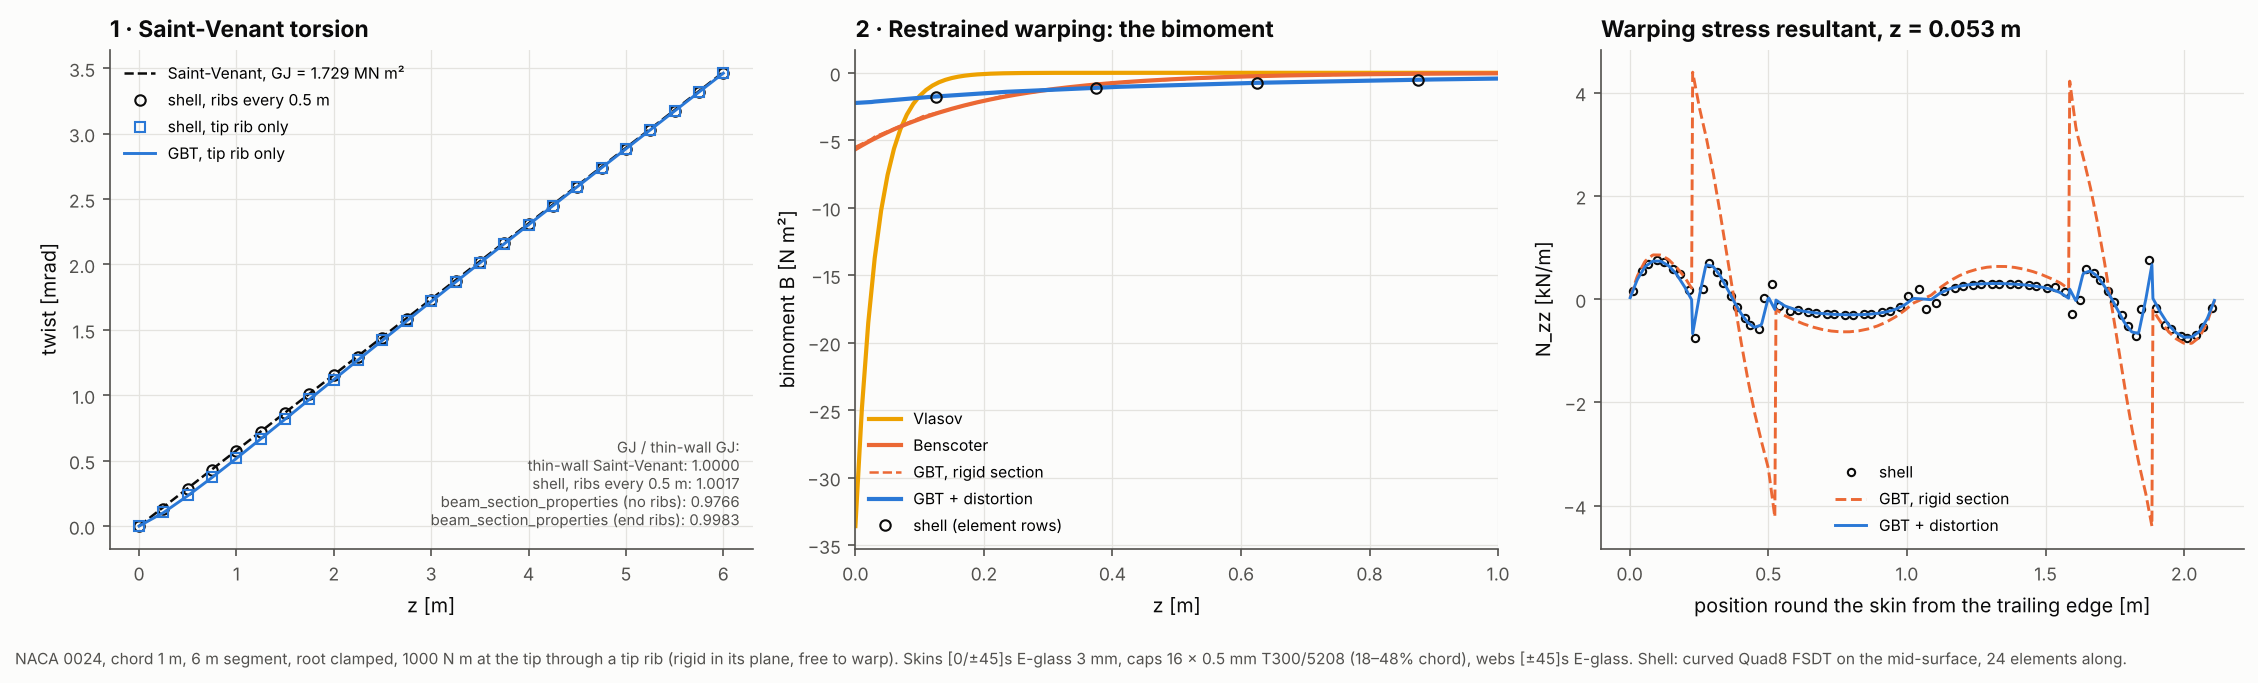 1 · Saint-Venant torsion
Saint-Venant, GJ = 1.729 MN m²
shell, ribs every 0.5 m
shell, tip rib only
GBT, tip rib only
3.5
3.0
2.5
2.0
1.5
1.0
0.5
0.0
twist [mrad]
GJ / thin-wall GJ:
thin-wall Saint-Venant: 1.0000
shell, ribs every 0.5 m: 1.0017
beam_section_properties (no ribs): 0.9766
beam_section_properties (end ribs): 0.9983
0 1 2 3 4 5 6
z [m]
2 · Restrained warping: the bimoment
0
−5
−10
−15
−20
−25
−30
−35
bimoment B [N m²]
Vlasov
Benscoter
GBT, rigid section
GBT + distortion
shell (element rows)
0.0 0.2 0.4 0.6 0.8 1.0
z [m]
Warping stress resultant, z = 0.053 m
4
2
0
−2
−4
N_zz [kN/m]
shell
GBT, rigid section
GBT + distortion
0.0 0.5 1.0 1.5 2.0
position round the skin from the trailing edge [m]
NACA 0024, chord 1 m, 6 m segment, root clamped, 1000 N m at the tip through a tip rib (rigid in its plane, free to warp). Skins [0/±45]s E-glass 3 mm, caps 16 × 0.5 mm T300/5208 (18–48% chord), webs [±45]s E-glass. Shell: curved Quad8 FSDT on the mid-surface, 24 elements along.